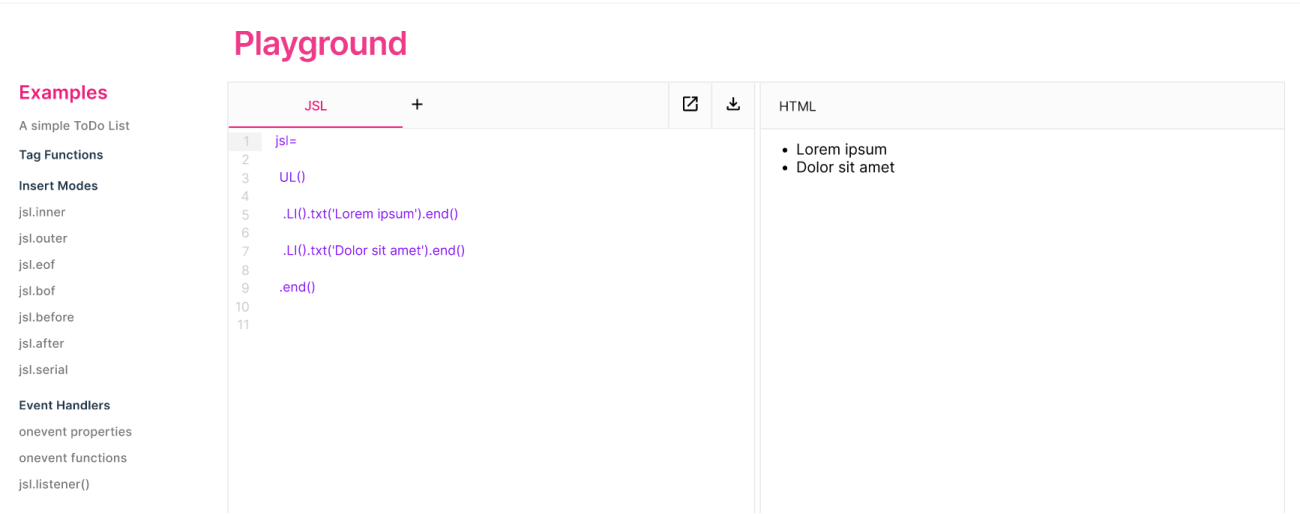 Playground
Examples
A simple ToDo List
Tag Functions
Insert Modes
jsl.inner
jsl.outer
jsl.eof
jsl.bof
jsl.before
jsl.after
jsl.serial
Event Handlers
onevent properties
onevent functions
jsl.listener()
JSL +
1 jsl=
2
3 UL()
4
5 .LI().txt('Lorem ipsum').end()
6
7 .LI().txt('Dolor sit amet').end()
8
9 .end()
10
11
HTML
• Lorem ipsum
• Dolor sit amet